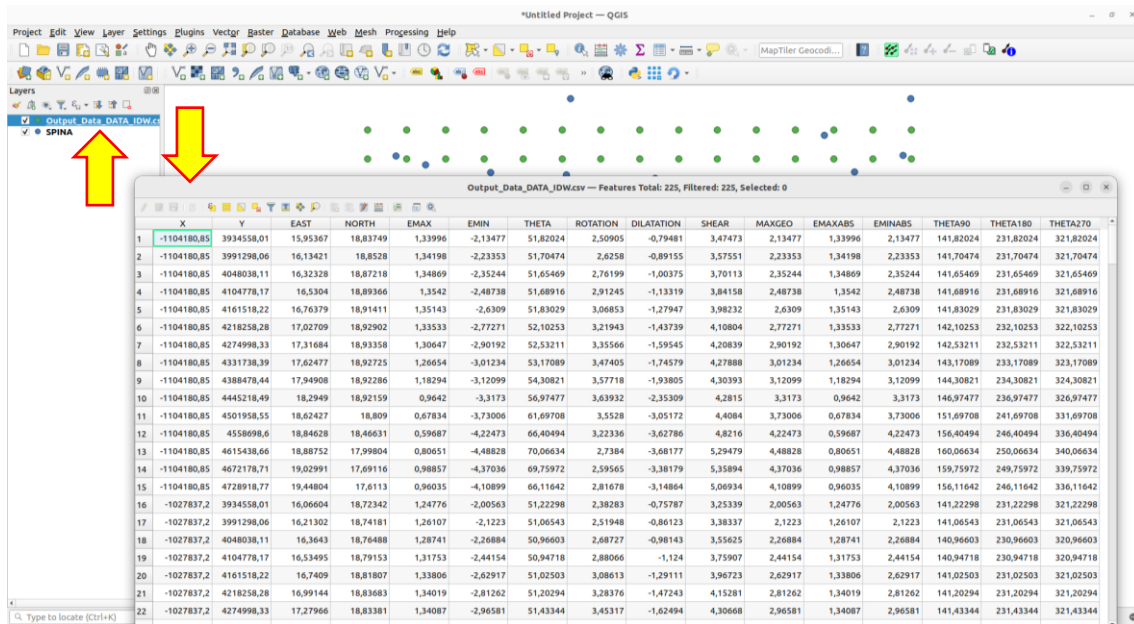 *Untitled Project — QGIS
Project Edit View Layer Settings Plugins Vector Raster Database Web Mesh Processing Help
MapTiler Geocodi...
Layers
Output_Data_DATA_IDW.cs
SPINA
Output_Data_DATA_IDW.csv — Features Total: 225, Filtered: 225, Selected: 0
X Y EAST NORTH EMAX EMIN THETA ROTATION DILATATION SHEAR MAXGEO EMAXABS EMINABS THETA90 THETA180 THETA270
1 -1104180,85 3934558,01 15,95367 18,83749 1,33996 -2,13477 51,82024 2,50905 -0,79481 3,47473 2,13477 1,33996 2,13477 141,82024 231,82024 321,82024
2 -1104180,85 3991298,06 16,13421 18,8528 1,34198 -2,23353 51,70474 2,6258 -0,89155 3,57551 2,23353 1,34198 2,23353 141,70474 231,70474 321,70474
3 -1104180,85 4048038,11 16,32328 18,87218 1,34869 -2,35244 51,65469 2,76199 -1,00375 3,70113 2,35244 1,34869 2,35244 141,65469 231,65469 321,65469
4 -1104180,85 4104778,17 16,5304 18,89366 1,3542 -2,48738 51,68916 2,91245 -1,13319 3,84158 2,48738 1,3542 2,48738 141,68916 231,68916 321,68916
5 -1104180,85 4161518,22 16,76379 18,91411 1,35143 -2,6309 51,83029 3,06853 -1,27947 3,98232 2,6309 1,35143 2,6309 141,83029 231,83029 321,83029
6 -1104180,85 4218258,28 17,02709 18,92902 1,33533 -2,77271 52,10253 3,21943 -1,43739 4,10804 2,77271 1,33533 2,77271 142,10253 232,10253 322,10253
7 -1104180,85 4274998,33 17,31684 18,93358 1,30647 -2,90192 52,53211 3,35566 -1,59545 4,20839 2,90192 1,30647 2,90192 142,53211 232,53211 322,53211
8 -1104180,85 4331738,39 17,62477 18,92725 1,26654 -3,01234 53,17089 3,47405 -1,74579 4,27888 3,01234 1,26654 3,01234 143,17089 233,17089 323,17089
9 -1104180,85 4388478,44 17,94908 18,92286 1,18294 -3,12099 54,30821 3,57718 -1,93805 4,30393 3,12099 1,18294 3,12099 144,30821 234,30821 324,30821
10 -1104180,85 4445218,49 18,2949 18,92159 0,9642 -3,3173 56,97477 3,63932 -2,35309 4,2815 3,3173 0,9642 3,3173 146,97477 236,97477 326,97477
11 -1104180,85 4501958,55 18,62427 18,809 0,67834 -3,73006 61,69708 3,5528 -3,05172 4,4084 3,73006 0,67834 3,73006 151,69708 241,69708 331,69708
12 -1104180,85 4558698,6 18,84628 18,46631 0,59687 -4,22473 66,40494 3,22336 -3,62786 4,8216 4,22473 0,59687 4,22473 156,40494 246,40494 336,40494
13 -1104180,85 4615438,66 18,88752 17,99804 0,80651 -4,48828 70,06634 2,7384 -3,68177 5,29479 4,48828 0,80651 4,48828 160,06634 250,06634 340,06634
14 -1104180,85 4672178,71 19,02991 17,69116 0,98857 -4,37036 69,75972 2,59565 -3,38179 5,35894 4,37036 0,98857 4,37036 159,75972 249,75972 339,75972
15 -1104180,85 4728918,77 19,44804 17,6113 0,96035 -4,10899 66,11642 2,81678 -3,14864 5,06934 4,10899 0,96035 4,10899 156,11642 246,11642 336,11642
16 -1027837,2 3934558,01 16,06604 18,72342 1,24776 -2,00563 51,22298 2,38283 -0,75787 3,25339 2,00563 1,24776 2,00563 141,22298 231,22298 321,22298
17 -1027837,2 3991298,06 16,21302 18,74181 1,26107 -2,1223 51,06543 2,51948 -0,86123 3,38337 2,1223 1,26107 2,1223 141,06543 231,06543 321,06543
18 -1027837,2 4048038,11 16,3643 18,76488 1,28741 -2,26884 50,96603 2,68727 -0,98143 3,55625 2,26884 1,28741 2,26884 140,96603 230,96603 320,96603
19 -1027837,2 4104778,17 16,53495 18,79153 1,31753 -2,44154 50,94718 2,88066 -1,124 3,75907 2,44154 1,31753 2,44154 140,94718 230,94718 320,94718
20 -1027837,2 4161518,22 16,7409 18,81807 1,33806 -2,62917 51,02503 3,08613 -1,29111 3,96723 2,62917 1,33806 2,62917 141,02503 231,02503 321,02503
21 -1027837,2 4218258,28 16,99144 18,83683 1,34019 -2,81262 51,20294 3,28376 -1,47243 4,15281 2,81262 1,34019 2,81262 141,20294 231,20294 321,20294
22 -1027837,2 4274998,33 17,27966 18,83381 1,34087 -2,96581 51,43344 3,45317 -1,62494 4,30668 2,96581 1,34087 2,96581 141,43344 231,43344 321,43344
Type to locate (Ctrl+K)